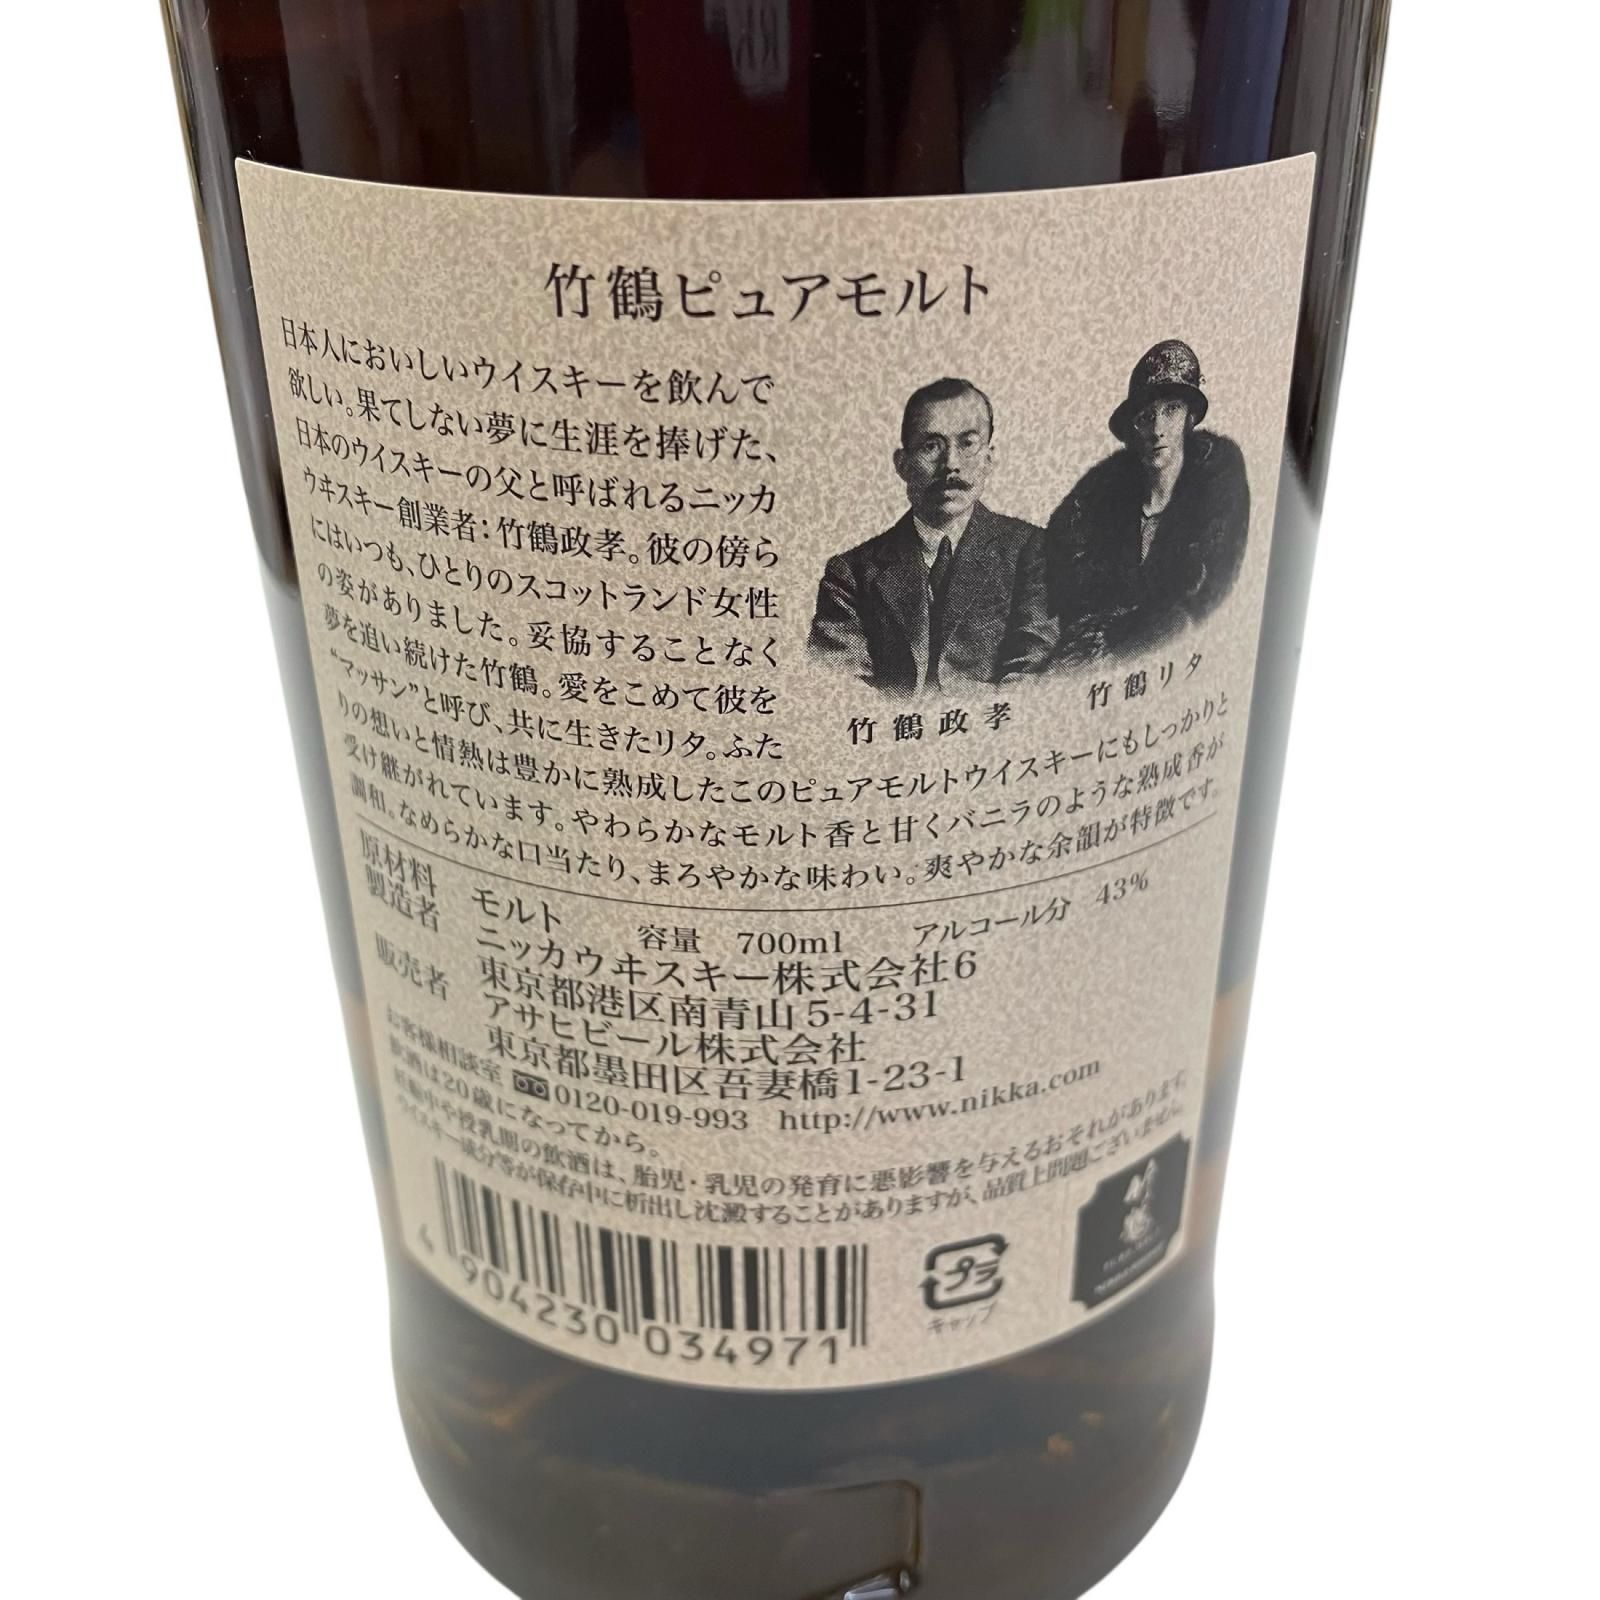 竹鶴ピュアモルト
日本人においしいウイスキーを飲んで
欲しい。果てしない夢に生涯を捧げた、
日本のウイスキーの父と呼ばれるニッカ
ウヰスキー創業者：竹鶴政孝。彼の傍ら
にはいつも、ひとりのスコットランド女性
の姿がありました。妥協することなく
夢を追い続けた竹鶴。愛をこめて彼を
“マッサン”と呼び、共に生きたリタ。ふた
りの想いと情熱は豊かに熟成したこのピュアモルトウイスキーにもしっかりと
受け継がれています。やわらかなモルト香と甘くバニラのような熟成香が
調和。なめらかな口当たり、まろやかな味わい。爽やかな余韻が特徴です。
竹鶴政孝
竹鶴リタ
原材料 モルト 容量 700ml アルコール分 43%
製造者 ニッカウヰスキー株式会社6
東京都港区南青山5-4-31
販売者 アサヒビール株式会社
東京都墨田区吾妻橋1-23-1
お客様相談室 0120-019-993 http://www.nikka.com
飲酒は20歳になってから。
妊娠中や授乳期の飲酒は、胎児・乳児の発育に悪影響を与えるおそれがあります。
ウイスキー成分等が保存中に析出し沈澱することがありますが、品質上問題ございません。
4 904230 034971
プラ
キャップ
竹鶴